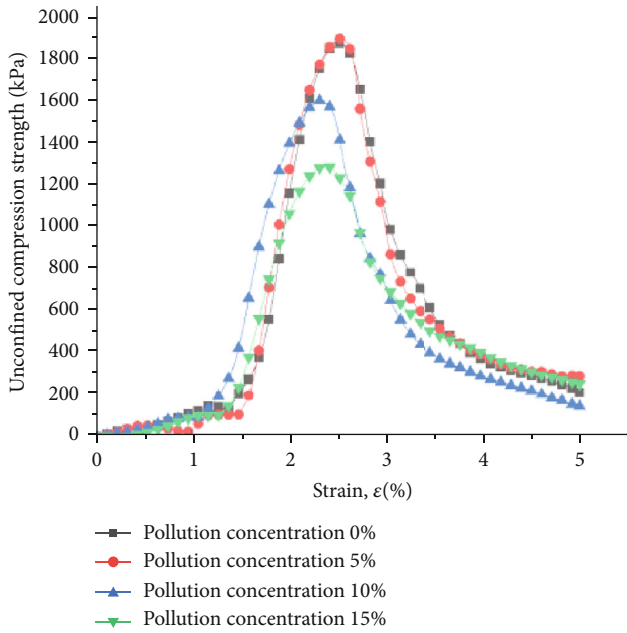 2000
1800
1600
1400
1200
1000
800
600
400
200
0
Unconfined compression strength (kPa)
0 1 2 3 4 5
Strain, ε(%)
Pollution concentration 0%
Pollution concentration 5%
Pollution concentration 10%
Pollution concentration 15%